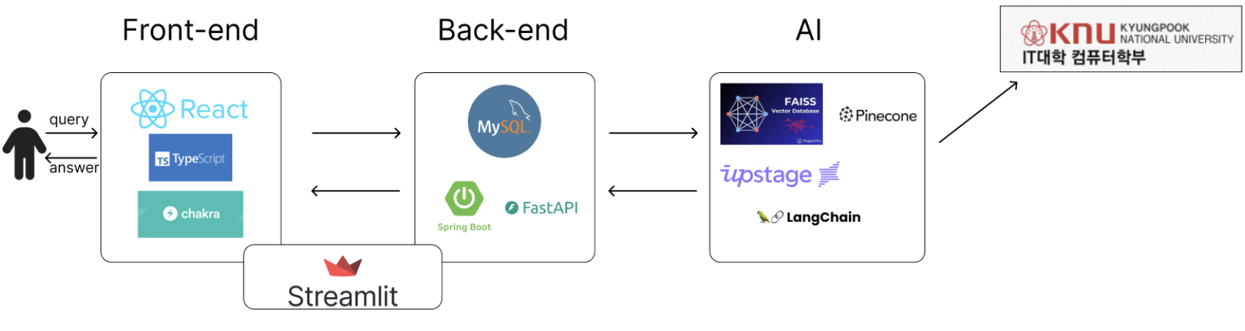 Front-end
Back-end
AI
KNU KYUNGPOOK
NATIONAL UNIVERSITY
IT대학 컴퓨터학부
query
answer
React
TS TypeScript
chakra
MySQL
Spring Boot
FastAPI
FAISS
Vector Database
Pinecone
upstage
LangChain
Streamlit